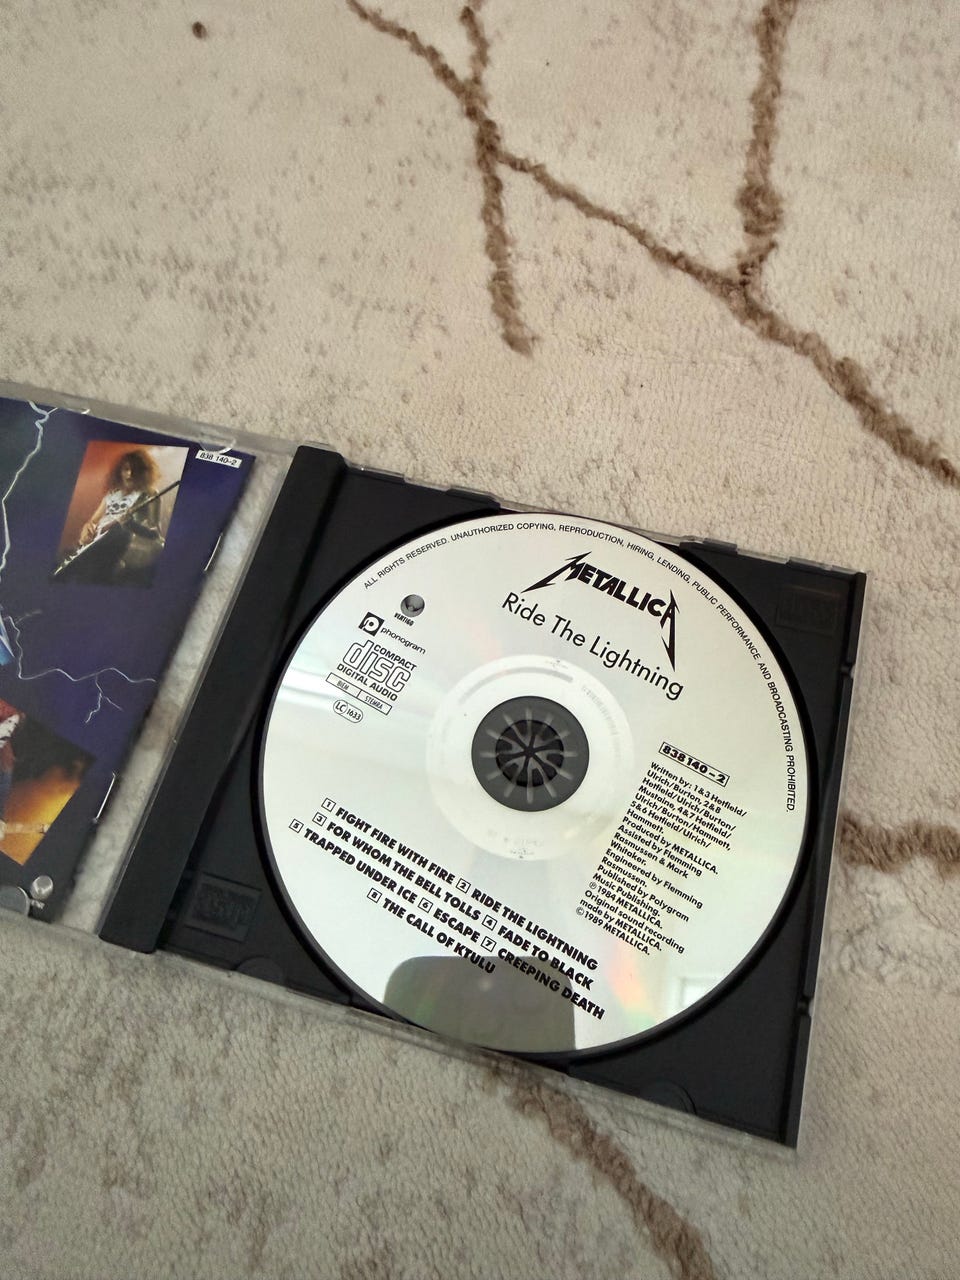 838 140-2
ALL RIGHTS RESERVED. UNAUTHORIZED COPYING, REPRODUCTION, HIRING, LENDING, PUBLIC PERFORMANCE AND BROADCASTING PROHIBITED.
METALLICA
Ride The Lightning
VERTIGO
phonogram
COMPACT
disc
DIGITAL AUDIO
BIEM STEMRA
LC 1633
838 140-2
Written by: 1&3 Hetfield/
Ulrich/Burton, 2&8
Hetfield/Ulrich/Burton/
Mustaine, 4&7 Hetfield/
Ulrich/Burton/Hammett,
5&6 Hetfield/Ulrich/
Hammett.
Produced by METALLICA.
Assisted by Flemming
Rasmussen & Mark
Whitaker.
Engineered by Flemming
Rasmussen.
Published by Polygram
Music Publishing.
℗ 1984 METALLICA.
Original sound recording
made by METALLICA.
© 1989 METALLICA.
1 FIGHT FIRE WITH FIRE 2 RIDE THE LIGHTNING
3 FOR WHOM THE BELL TOLLS 4 FADE TO BLACK
5 TRAPPED UNDER ICE 6 ESCAPE 7 CREEPING DEATH
8 THE CALL OF KTULU